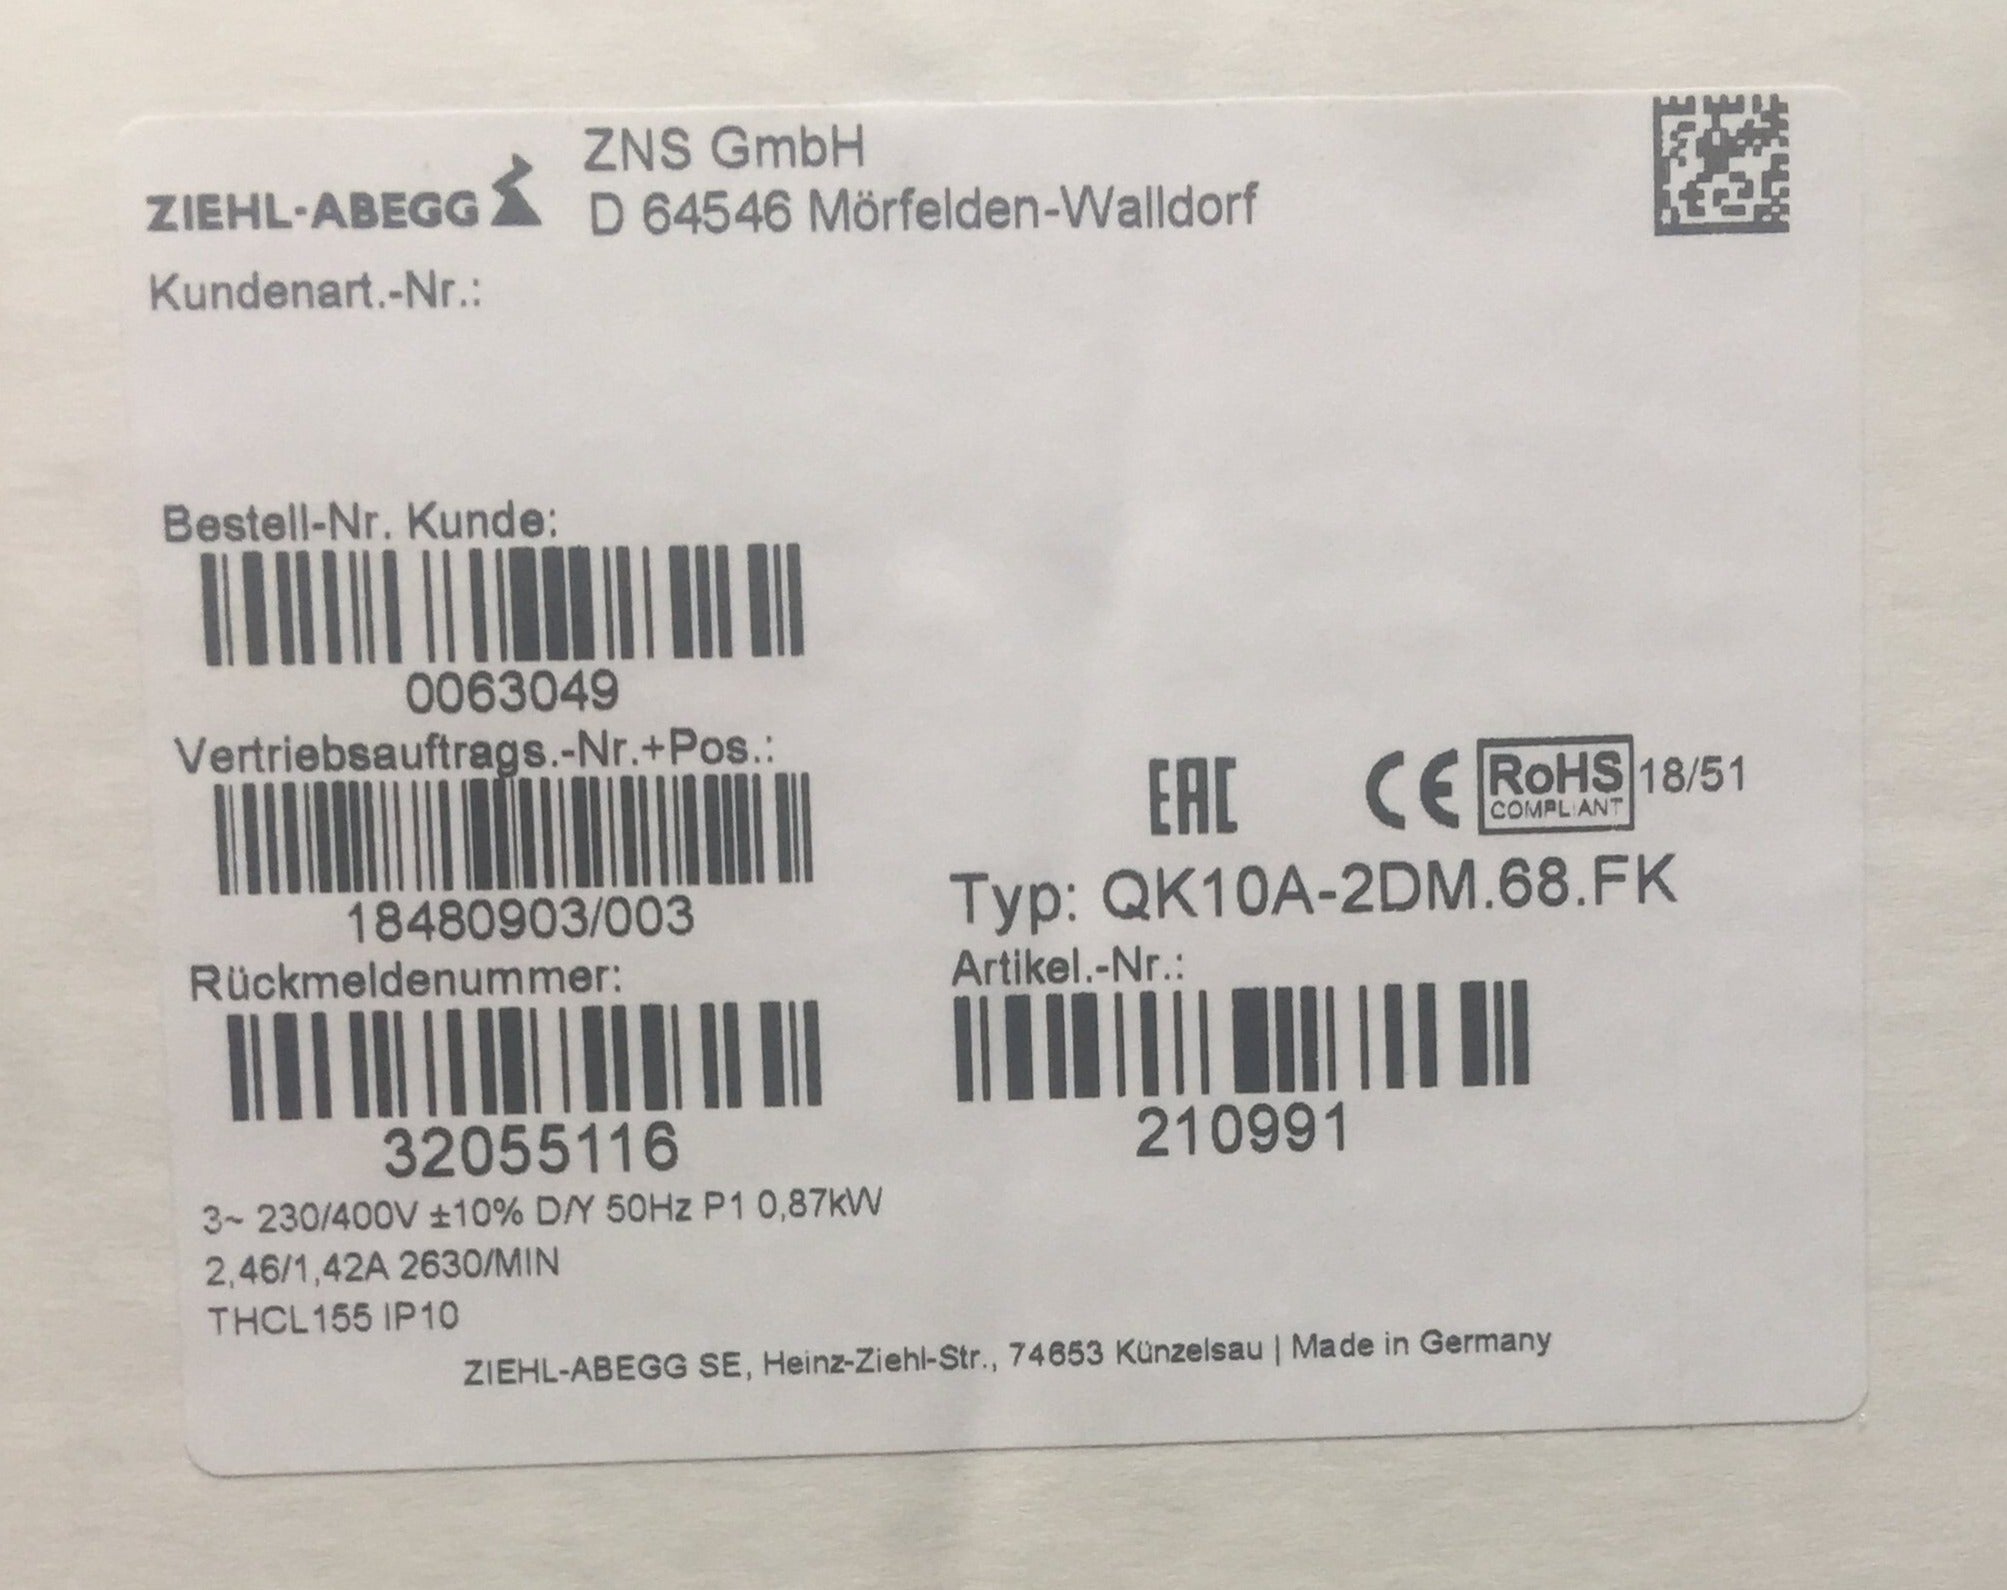 ZIEHL-ABEGG
ZNS GmbH
D 64546 Mörfelden-Walldorf
Kundenart.-Nr.:
Bestell-Nr. Kunde:
0063049
Vertriebsauftrags.-Nr.+Pos.:
18480903/003
Rückmeldenummer:
32055116
EAC CE RoHS 18/51
COMPLIANT
Typ: QK10A-2DM.68.FK
Artikel.-Nr.:
210991
3~ 230/400V ±10% D/Y 50Hz P1 0,87kW
2,46/1,42A 2630/MIN
THCL155 IP10
ZIEHL-ABEGG SE, Heinz-Ziehl-Str., 74653 Künzelsau | Made in Germany